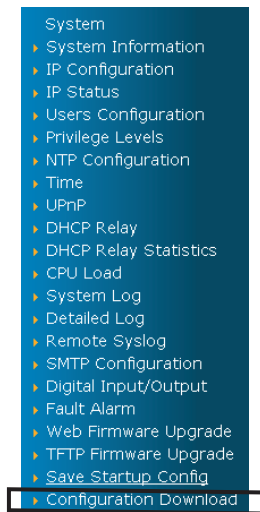 System
System Information
IP Configuration
IP Status
Users Configuration
Privilege Levels
NTP Configuration
Time
UPnP
DHCP Relay
DHCP Relay Statistics
CPU Load
System Log
Detailed Log
Remote Syslog
SMTP Configuration
Digital Input/Output
Fault Alarm
Web Firmware Upgrade
TFTP Firmware Upgrade
Save Startup Config
Configuration Download